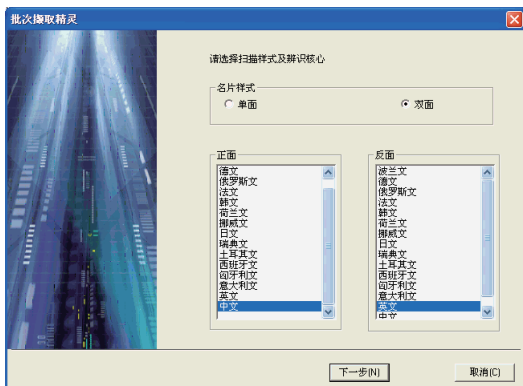 批次撷取精灵
请选择扫描样式及辨识核心
名片样式
单面
双面
正面
德文
俄罗斯文
法文
韩文
荷兰文
挪威文
日文
瑞典文
土耳其文
西班牙文
匈牙利文
意大利文
英文
中文
反面
波兰文
德文
俄罗斯文
法文
韩文
荷兰文
挪威文
日文
瑞典文
土耳其文
西班牙文
匈牙利文
意大利文
英文
中文
下一步(N)
取消(C)